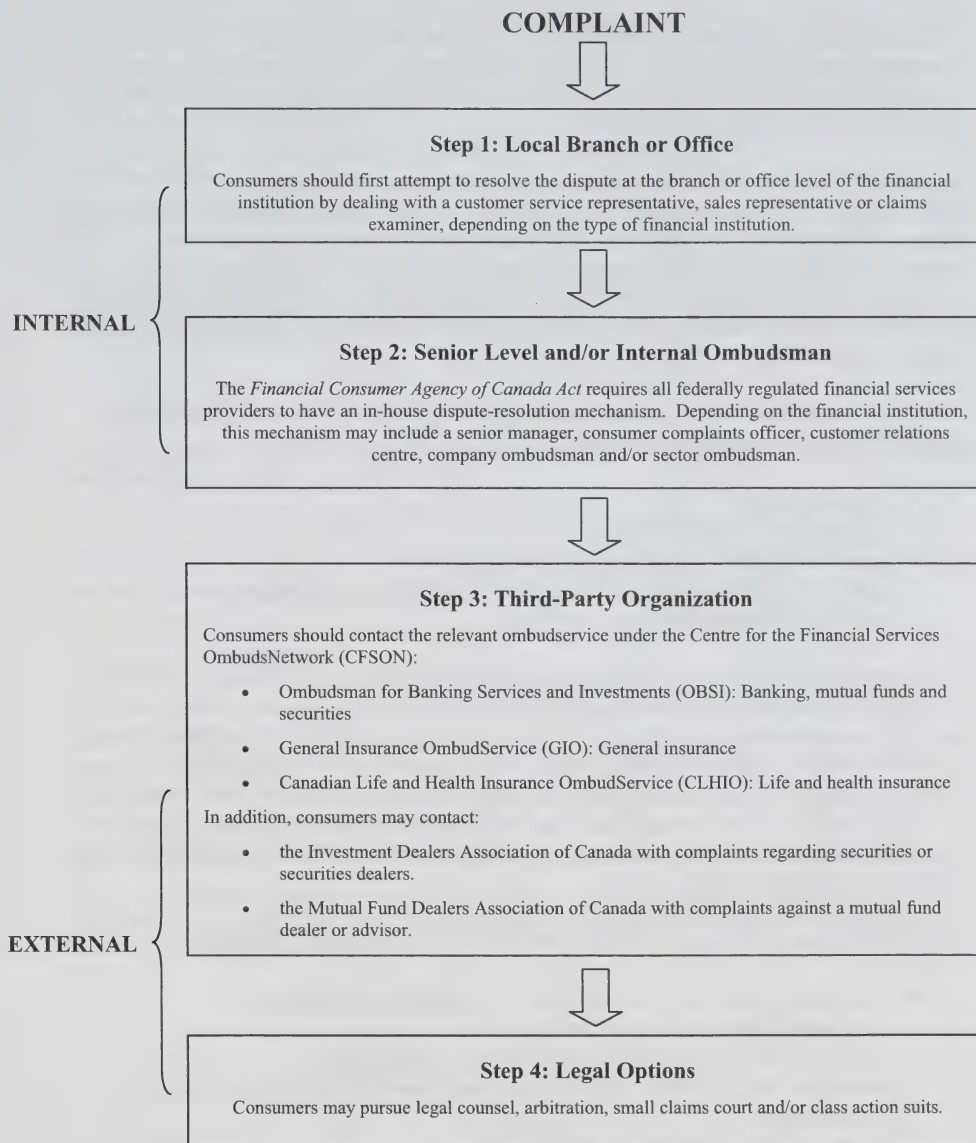 COMPLAINT
Step 1: Local Branch or Office
Consumers should first attempt to resolve the dispute at the branch or office level of the financial
institution by dealing with a customer service representative, sales representative or claims
examiner, depending on the type of financial institution.
INTERNAL
Step 2: Senior Level and/or Internal Ombudsman
The Financial Consumer Agency of Canada Act requires all federally regulated financial services
providers to have an in-house dispute-resolution mechanism. Depending on the financial institution,
this mechanism may include a senior manager, consumer complaints officer, customer relations
centre, company ombudsman and/or sector ombudsman.
Step 3: Third-Party Organization
Consumers should contact the relevant ombudservice under the Centre for the Financial Services
OmbudsNetwork (CFSON):
• Ombudsman for Banking Services and Investments (OBSI): Banking, mutual funds and
securities
• General Insurance OmbudService (GIO): General insurance
• Canadian Life and Health Insurance OmbudService (CLHIO): Life and health insurance
In addition, consumers may contact:
• the Investment Dealers Association of Canada with complaints regarding securities or
securities dealers.
• the Mutual Fund Dealers Association of Canada with complaints against a mutual fund
dealer or advisor.
EXTERNAL
Step 4: Legal Options
Consumers may pursue legal counsel, arbitration, small claims court and/or class action suits.